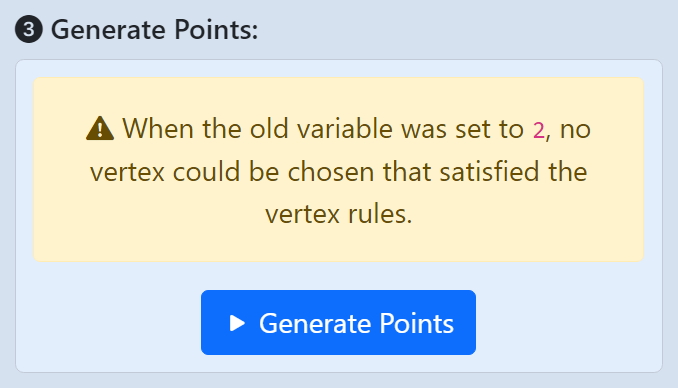 3 Generate Points:
When the old variable was set to 2, no
vertex could be chosen that satisfied the
vertex rules.
Generate Points